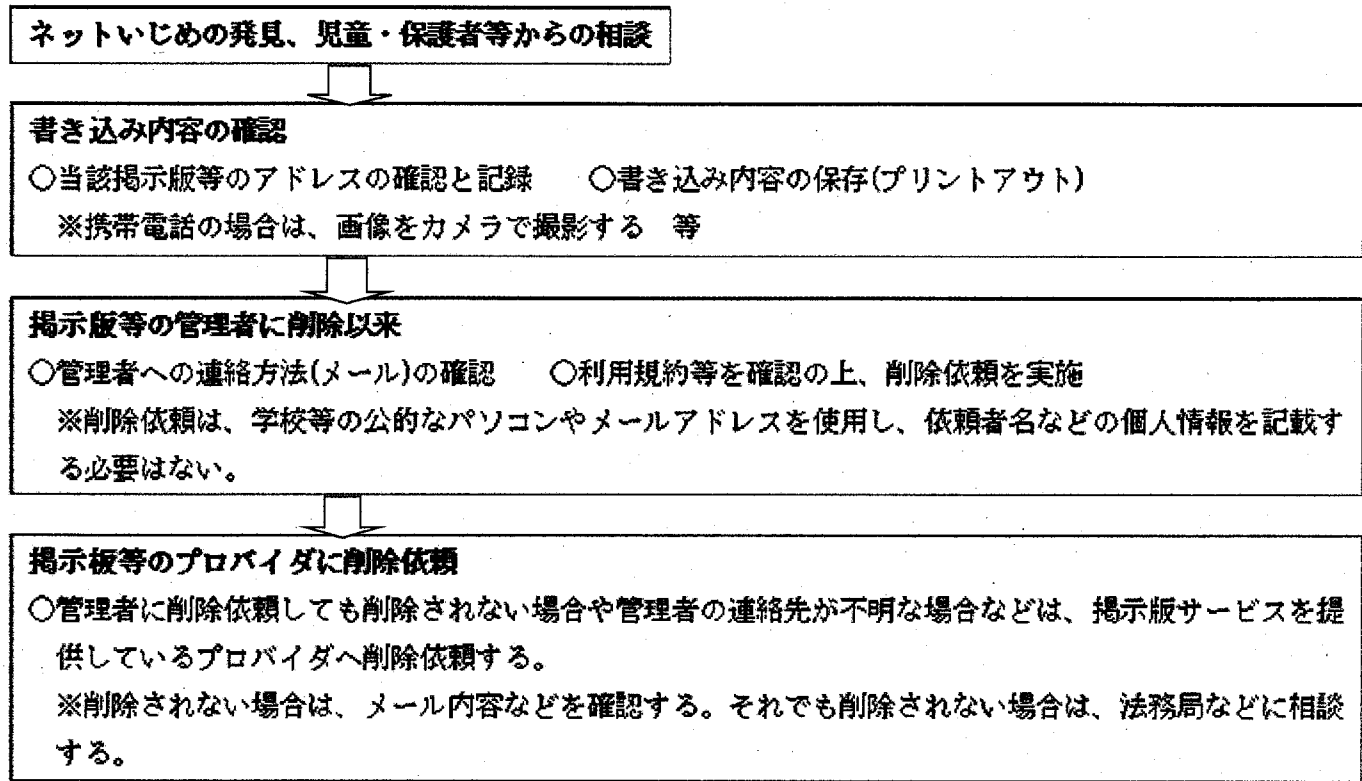 ネットいじめの発見、児童・保護者等からの相談
書き込み内容の確認
○当該掲示版等のアドレスの確認と記録　○書き込み内容の保存(プリントアウト)
※携帯電話の場合は、画像をカメラで撮影する　等
掲示版等の管理者に削除以来
○管理者への連絡方法(メール)の確認　○利用規約等を確認の上、削除依頼を実施
※削除依頼は、学校等の公的なパソコンやメールアドレスを使用し、依頼者名などの個人情報を記載す
る必要はない。
掲示板等のプロバイダに削除依頼
○管理者に削除依頼しても削除されない場合や管理者の連絡先が不明な場合などは、掲示版サービスを提
供しているプロバイダへ削除依頼する。
※削除されない場合は、メール内容などを確認する。それでも削除されない場合は、法務局などに相談
する。